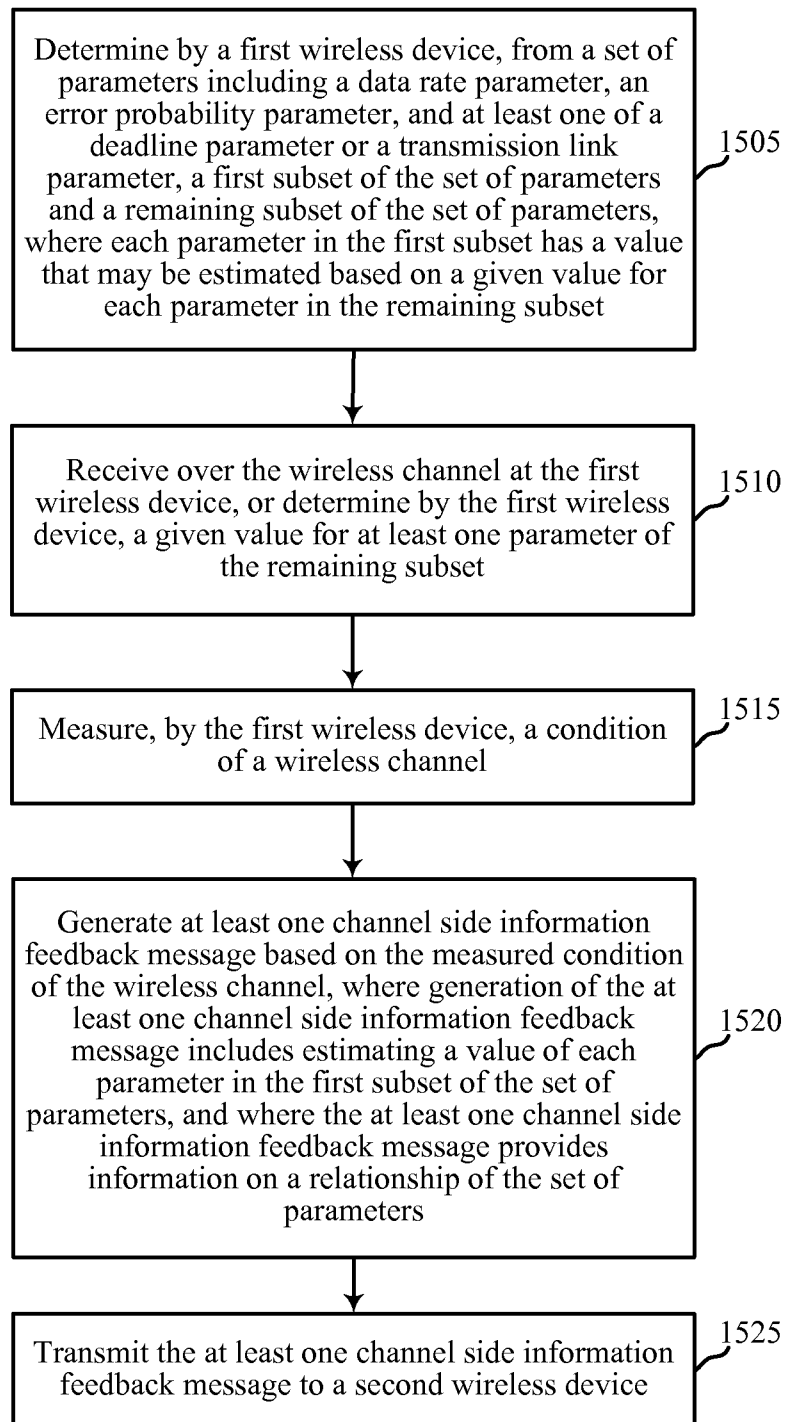 Determine by a first wireless device, from a set of
parameters including a data rate parameter, an
error probability parameter, and at least one of a
deadline parameter or a transmission link
parameter, a first subset of the set of parameters
and a remaining subset of the set of parameters,
where each parameter in the first subset has a value
that may be estimated based on a given value for
each parameter in the remaining subset
1505
Receive over the wireless channel at the first
wireless device, or determine by the first wireless
device, a given value for at least one parameter of
the remaining subset
1510
Measure, by the first wireless device, a condition
of a wireless channel
1515
Generate at least one channel side information
feedback message based on the measured condition
of the wireless channel, where generation of the at
least one channel side information feedback
message includes estimating a value of each
parameter in the first subset of the set of
parameters, and where the at least one channel side
information feedback message provides
information on a relationship of the set of
parameters
1520
Transmit the at least one channel side information
feedback message to a second wireless device
1525